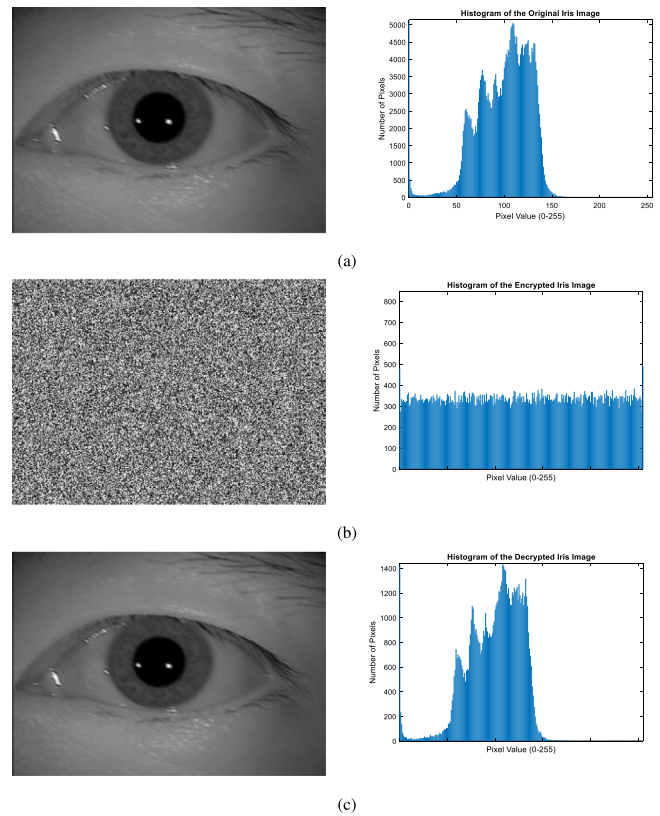 Histogram of the Original Iris Image
5000
4500
4000
3500
3000
2500
2000
1500
1000
500
0
Number of Pixels
0 50 100 150 200 250
Pixel Value (0-255)
(a)
Histogram of the Encrypted Iris Image
800
700
600
500
400
300
200
100
0
Number of Pixels
Pixel Value (0-255)
(b)
Histogram of the Decrypted Iris Image
1400
1200
1000
800
600
400
200
0
Number of Pixels
Pixel Value (0-255)
(c)